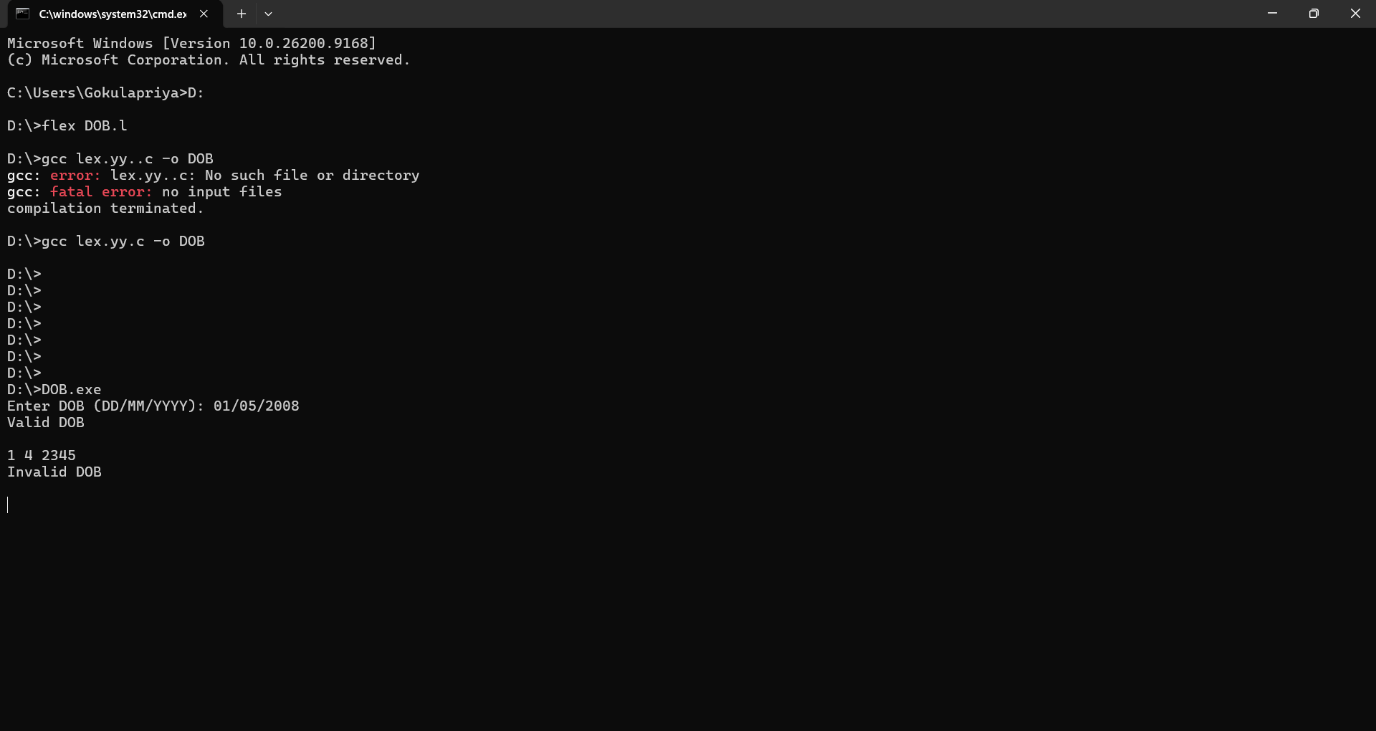 C:\windows\system32\cmd.ex
Microsoft Windows [Version 10.0.26200.9168]
(c) Microsoft Corporation. All rights reserved.
C:\Users\Gokulapriya>D:
D:\>flex DOB.l
D:\>gcc lex.yy..c -o DOB
gcc: error: lex.yy..c: No such file or directory
gcc: fatal error: no input files
compilation terminated.
D:\>gcc lex.yy.c -o DOB
D:\>
D:\>
D:\>
D:\>
D:\>
D:\>
D:\>
D:\>DOB.exe
Enter DOB (DD/MM/YYYY): 01/05/2008
Valid DOB
1 4 2345
Invalid DOB